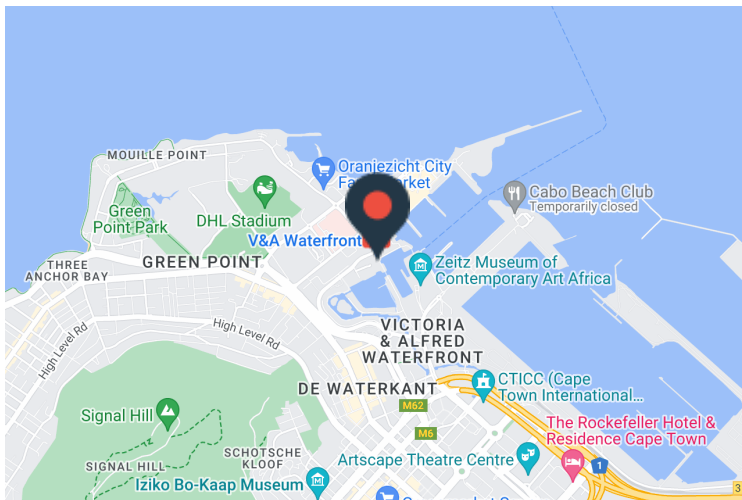 MOUILLE POINT
Oranjezicht City
Market
Green
Point Park
DHL Stadium
V&A Waterfront
Cabo Beach Club
Temporarily closed
THREE
ANCHOR BAY
GREEN POINT
Zeitz Museum of
Contemporary Art Africa
High Level Rd
High Level Rd
VICTORIA
& ALFRED
WATERFRONT
DE WATERKANT
CTICC (Cape
Town International...
M62
Signal Hill
M6
The Rockefeller Hotel &
Residence Cape Town
SCHOTSCHE
KLOOF
SIGNAL HILL
Artscape Theatre Centre
1
Iziko Bo-Kaap Museum
3